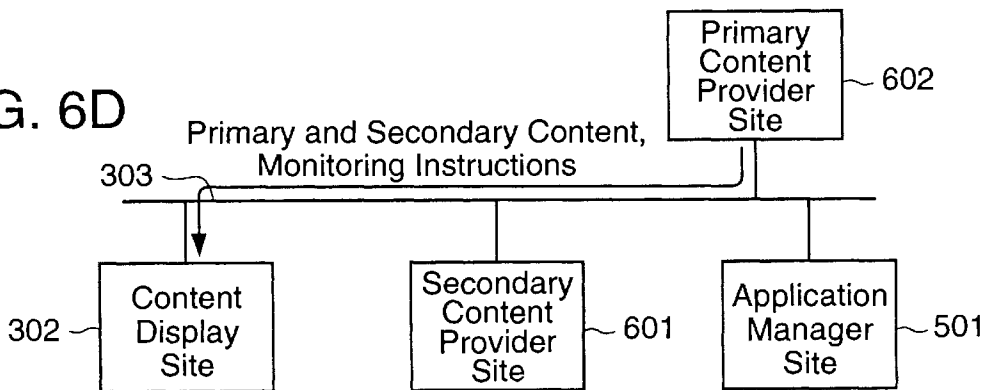 Primary
Content
Provider
Site
602
G. 6D
Primary and Secondary Content,
Monitoring Instructions
303
Content
Display
Site
302
Secondary
Content
Provider Site
601
Application
Manager
Site
501